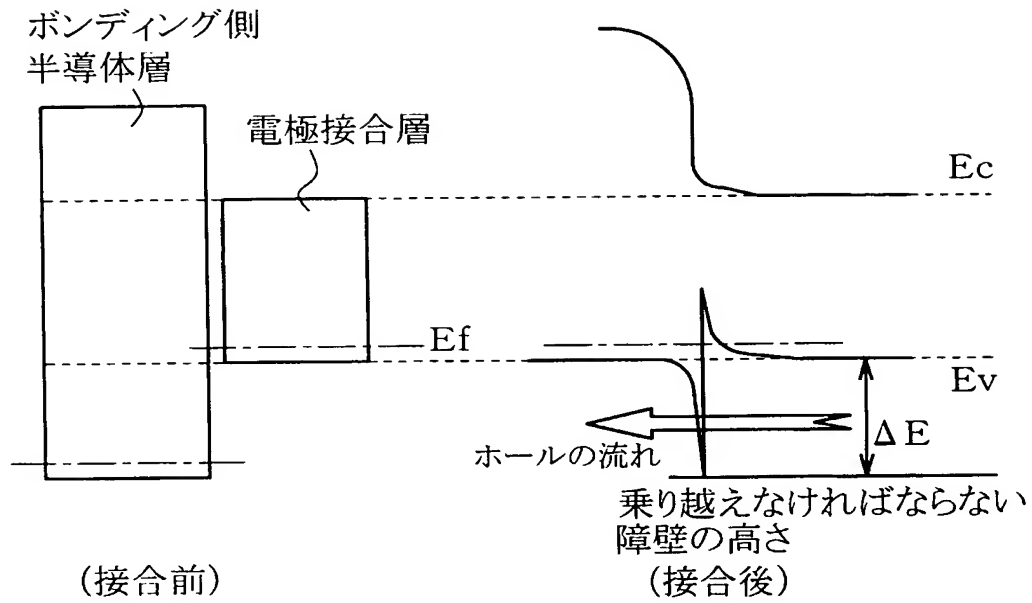 ボンディング側
半導体層
電極接合層
Ec
Ef
Ev
ΔE
ホールの流れ
乗り越えなければならない
障壁の高さ
(接合前)
(接合後)